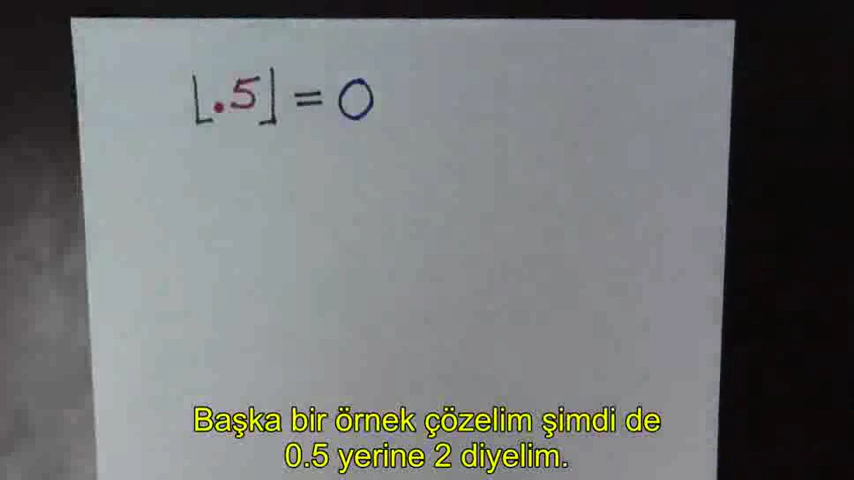 ⌊.5⌋ = 0
Başka bir örnek çözelim şimdi de
0.5 yerine 2 diyelim.